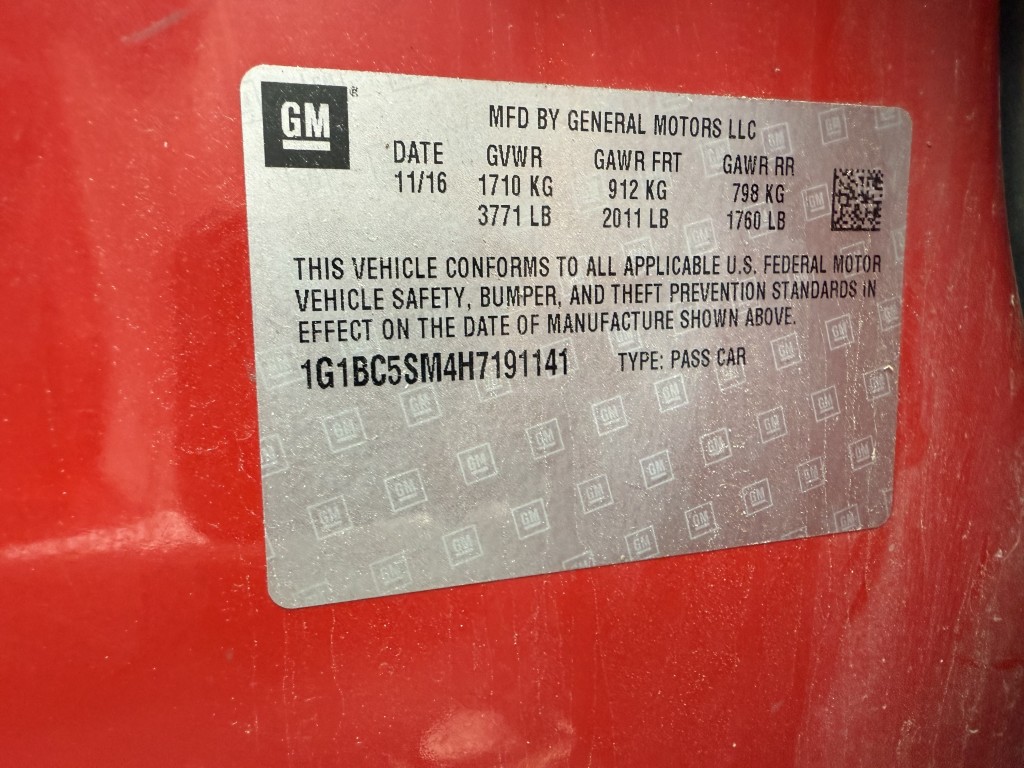 GM®
MFD BY GENERAL MOTORS LLC
DATE GVWR GAWR FRT GAWR RR
11/16 1710 KG 912 KG 798 KG
3771 LB 2011 LB 1760 LB
THIS VEHICLE CONFORMS TO ALL APPLICABLE U.S. FEDERAL MOTOR
VEHICLE SAFETY, BUMPER, AND THEFT PREVENTION STANDARDS IN
EFFECT ON THE DATE OF MANUFACTURE SHOWN ABOVE.
1G1BC5SM4H7191141 TYPE: PASS CAR